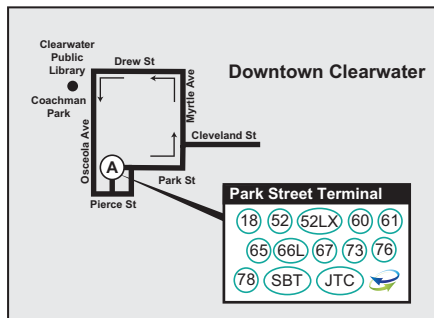 Clearwater
Public
Library
Coachman
Park
Drew St
Downtown Clearwater
Osceola Ave
Myrtle Ave
Cleveland St
A
Park St
Pierce St
Park Street Terminal
18 52 52LX 60 61
65 66L 67 73 76
78 SBT JTC